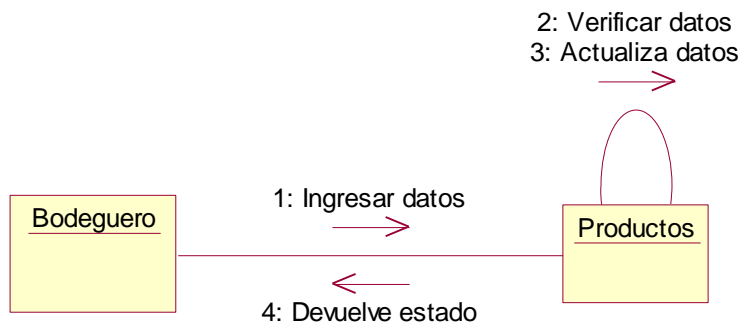 2: Verificar datos
3: Actualiza datos
1: Ingresar datos
Bodeguero
Productos
4: Devuelve estado